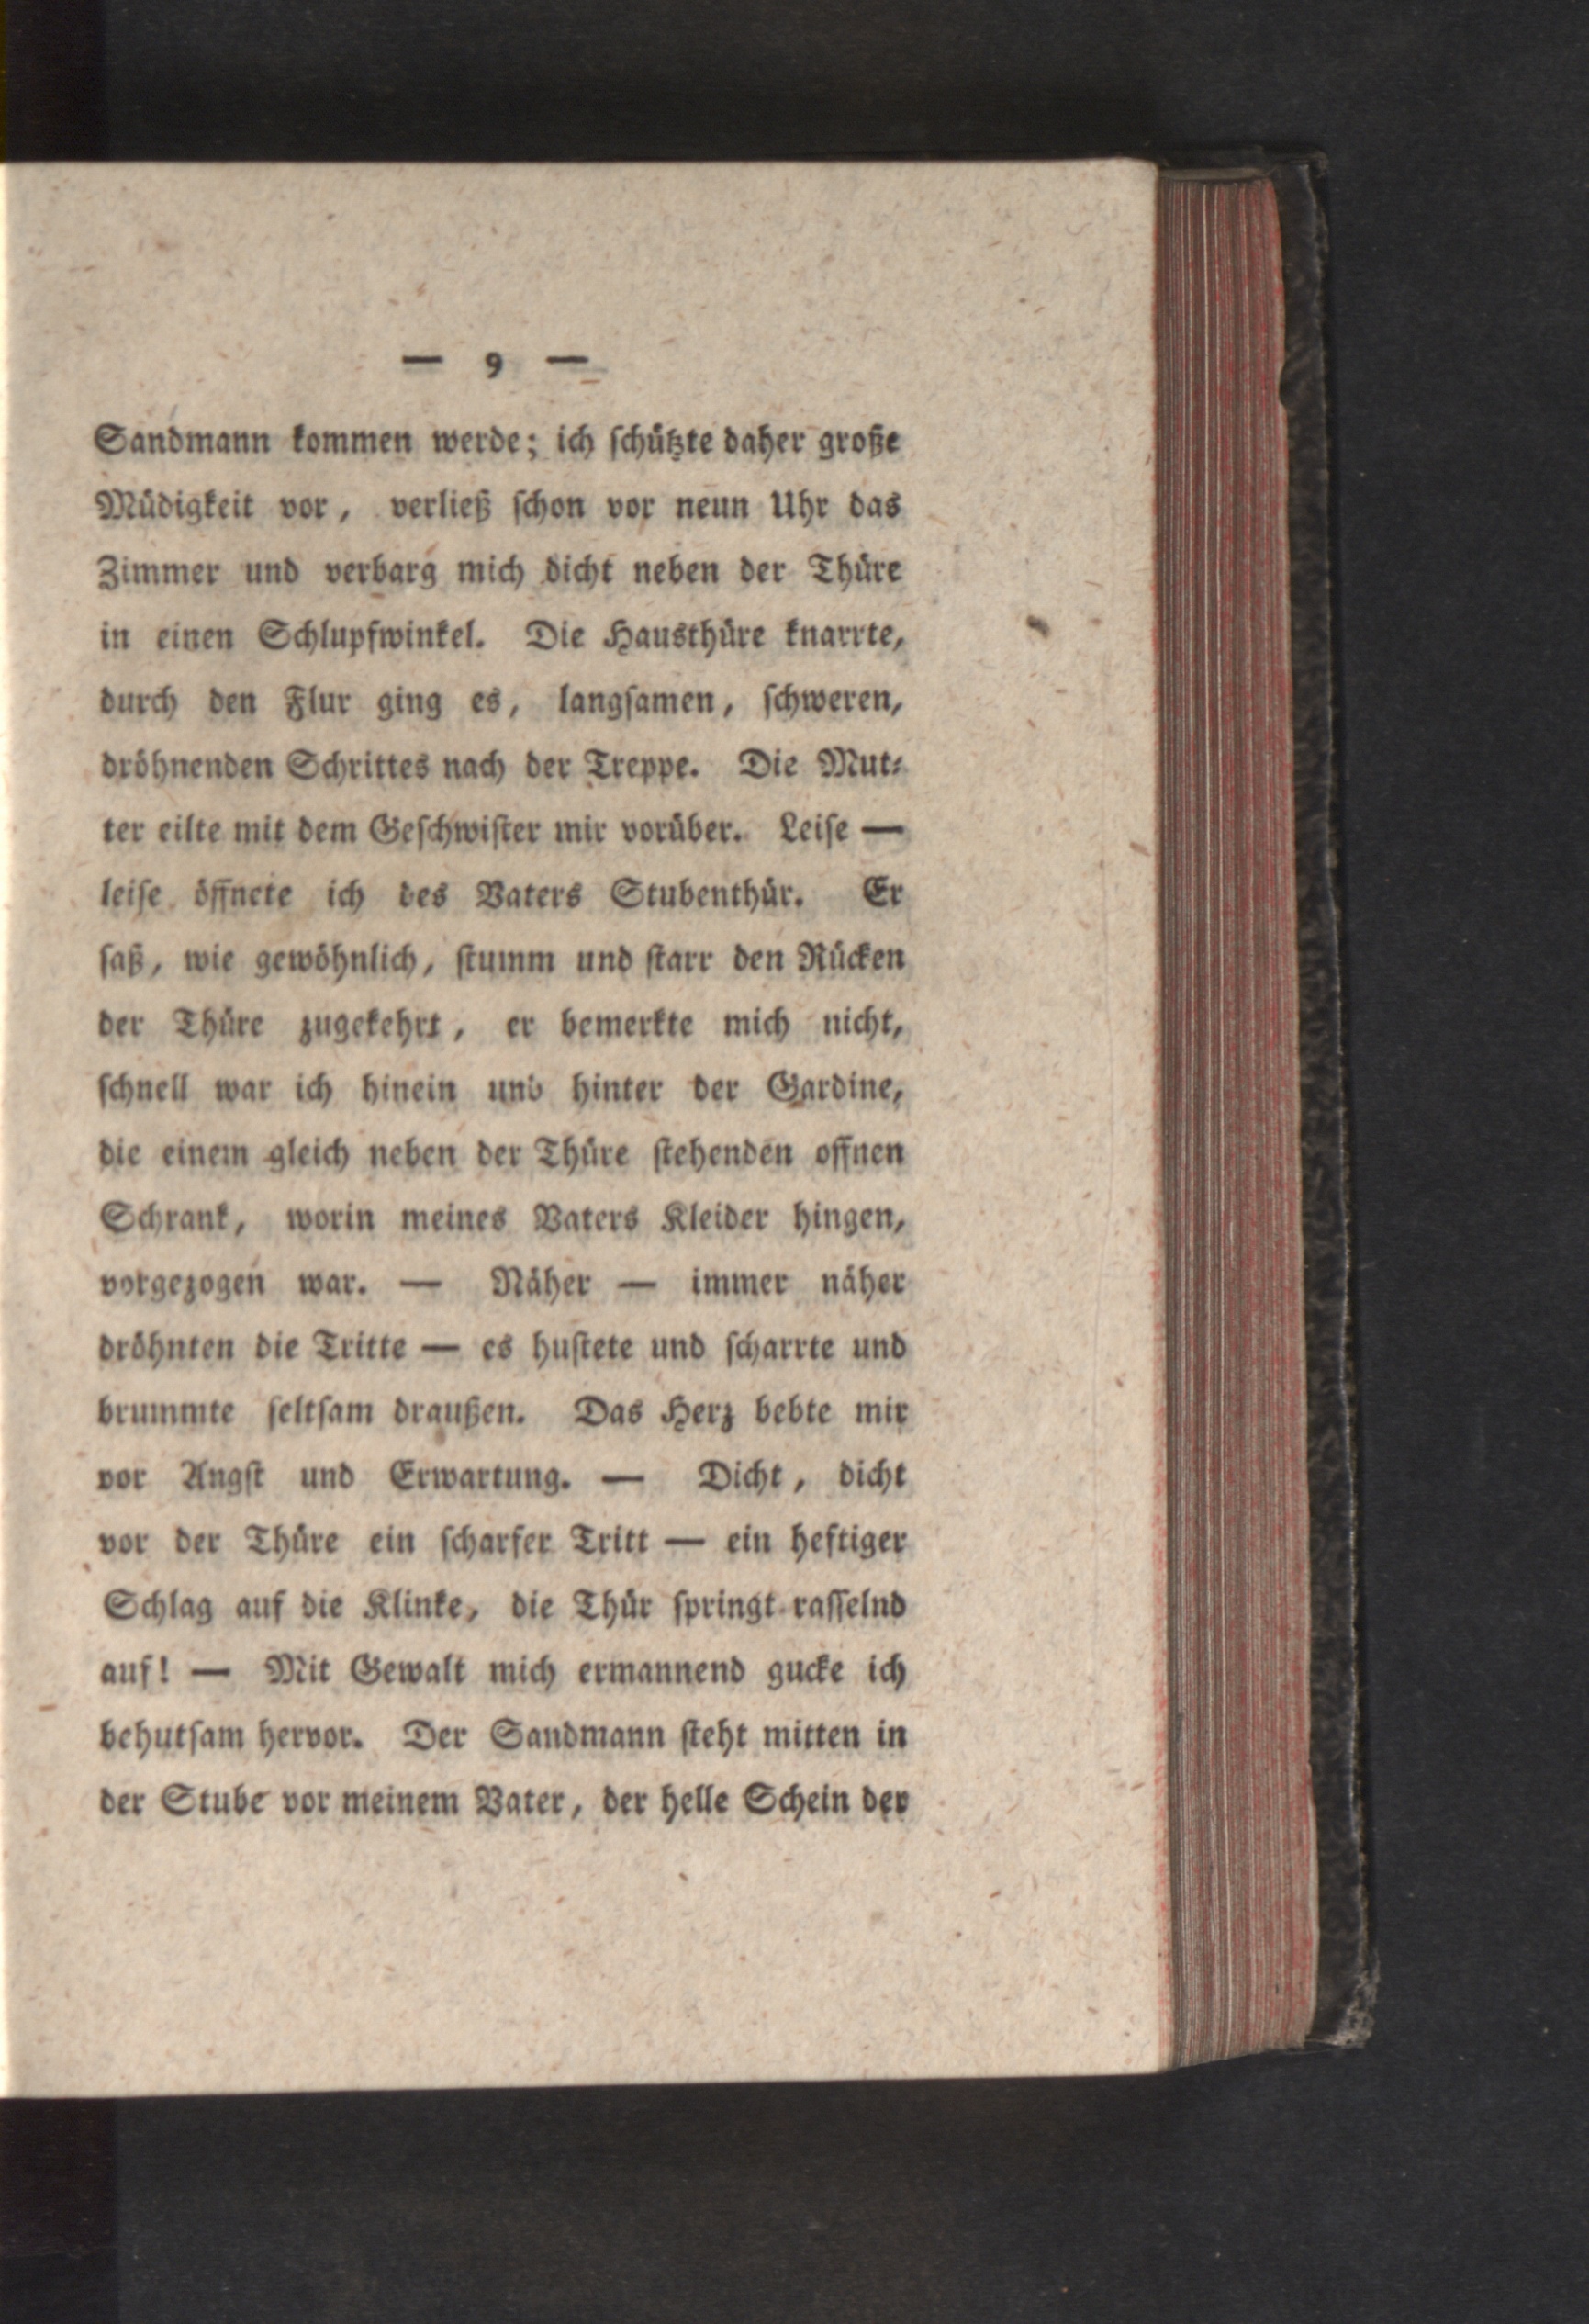 — 9 —
Sandmann kommen werde; ich ſchützte daher große
Müdigkeit vor, verließ ſchon vor neun Uhr das
Zimmer und verbarg mich dicht neben der Thüre
in einen Schlupfwinkel. Die Hausthüre knarrte,
durch den Flur ging es, langſamen, ſchweren,
dröhnenden Schrittes nach der Treppe. Die Mut⸗
ter eilte mit dem Geſchwiſter mir vorüber. Leiſe —
leiſe öffnete ich des Vaters Stubenthür. Er
ſaß, wie gewöhnlich, ſtumm und ſtarr den Rücken
der Thüre zugekehrt, er bemerkte mich nicht,
ſchnell war ich hinein und hinter der Gardine,
die einem gleich neben der Thüre ſtehenden offnen
Schrank, worin meines Vaters Kleider hingen,
vorgezogen war. — Näher — immer näher
dröhnten die Tritte — es huſtete und ſcharrte und
brummte ſeltſam draußen. Das Herz bebte mir
vor Angſt und Erwartung. — Dicht, dicht
vor der Thüre ein ſcharfer Tritt — ein heftiger
Schlag auf die Klinke, die Thür ſpringt raſſelnd
auf! — Mit Gewalt mich ermannend gucke ich
behutſam hervor. Der Sandmann ſteht mitten in
der Stube vor meinem Vater, der helle Schein der